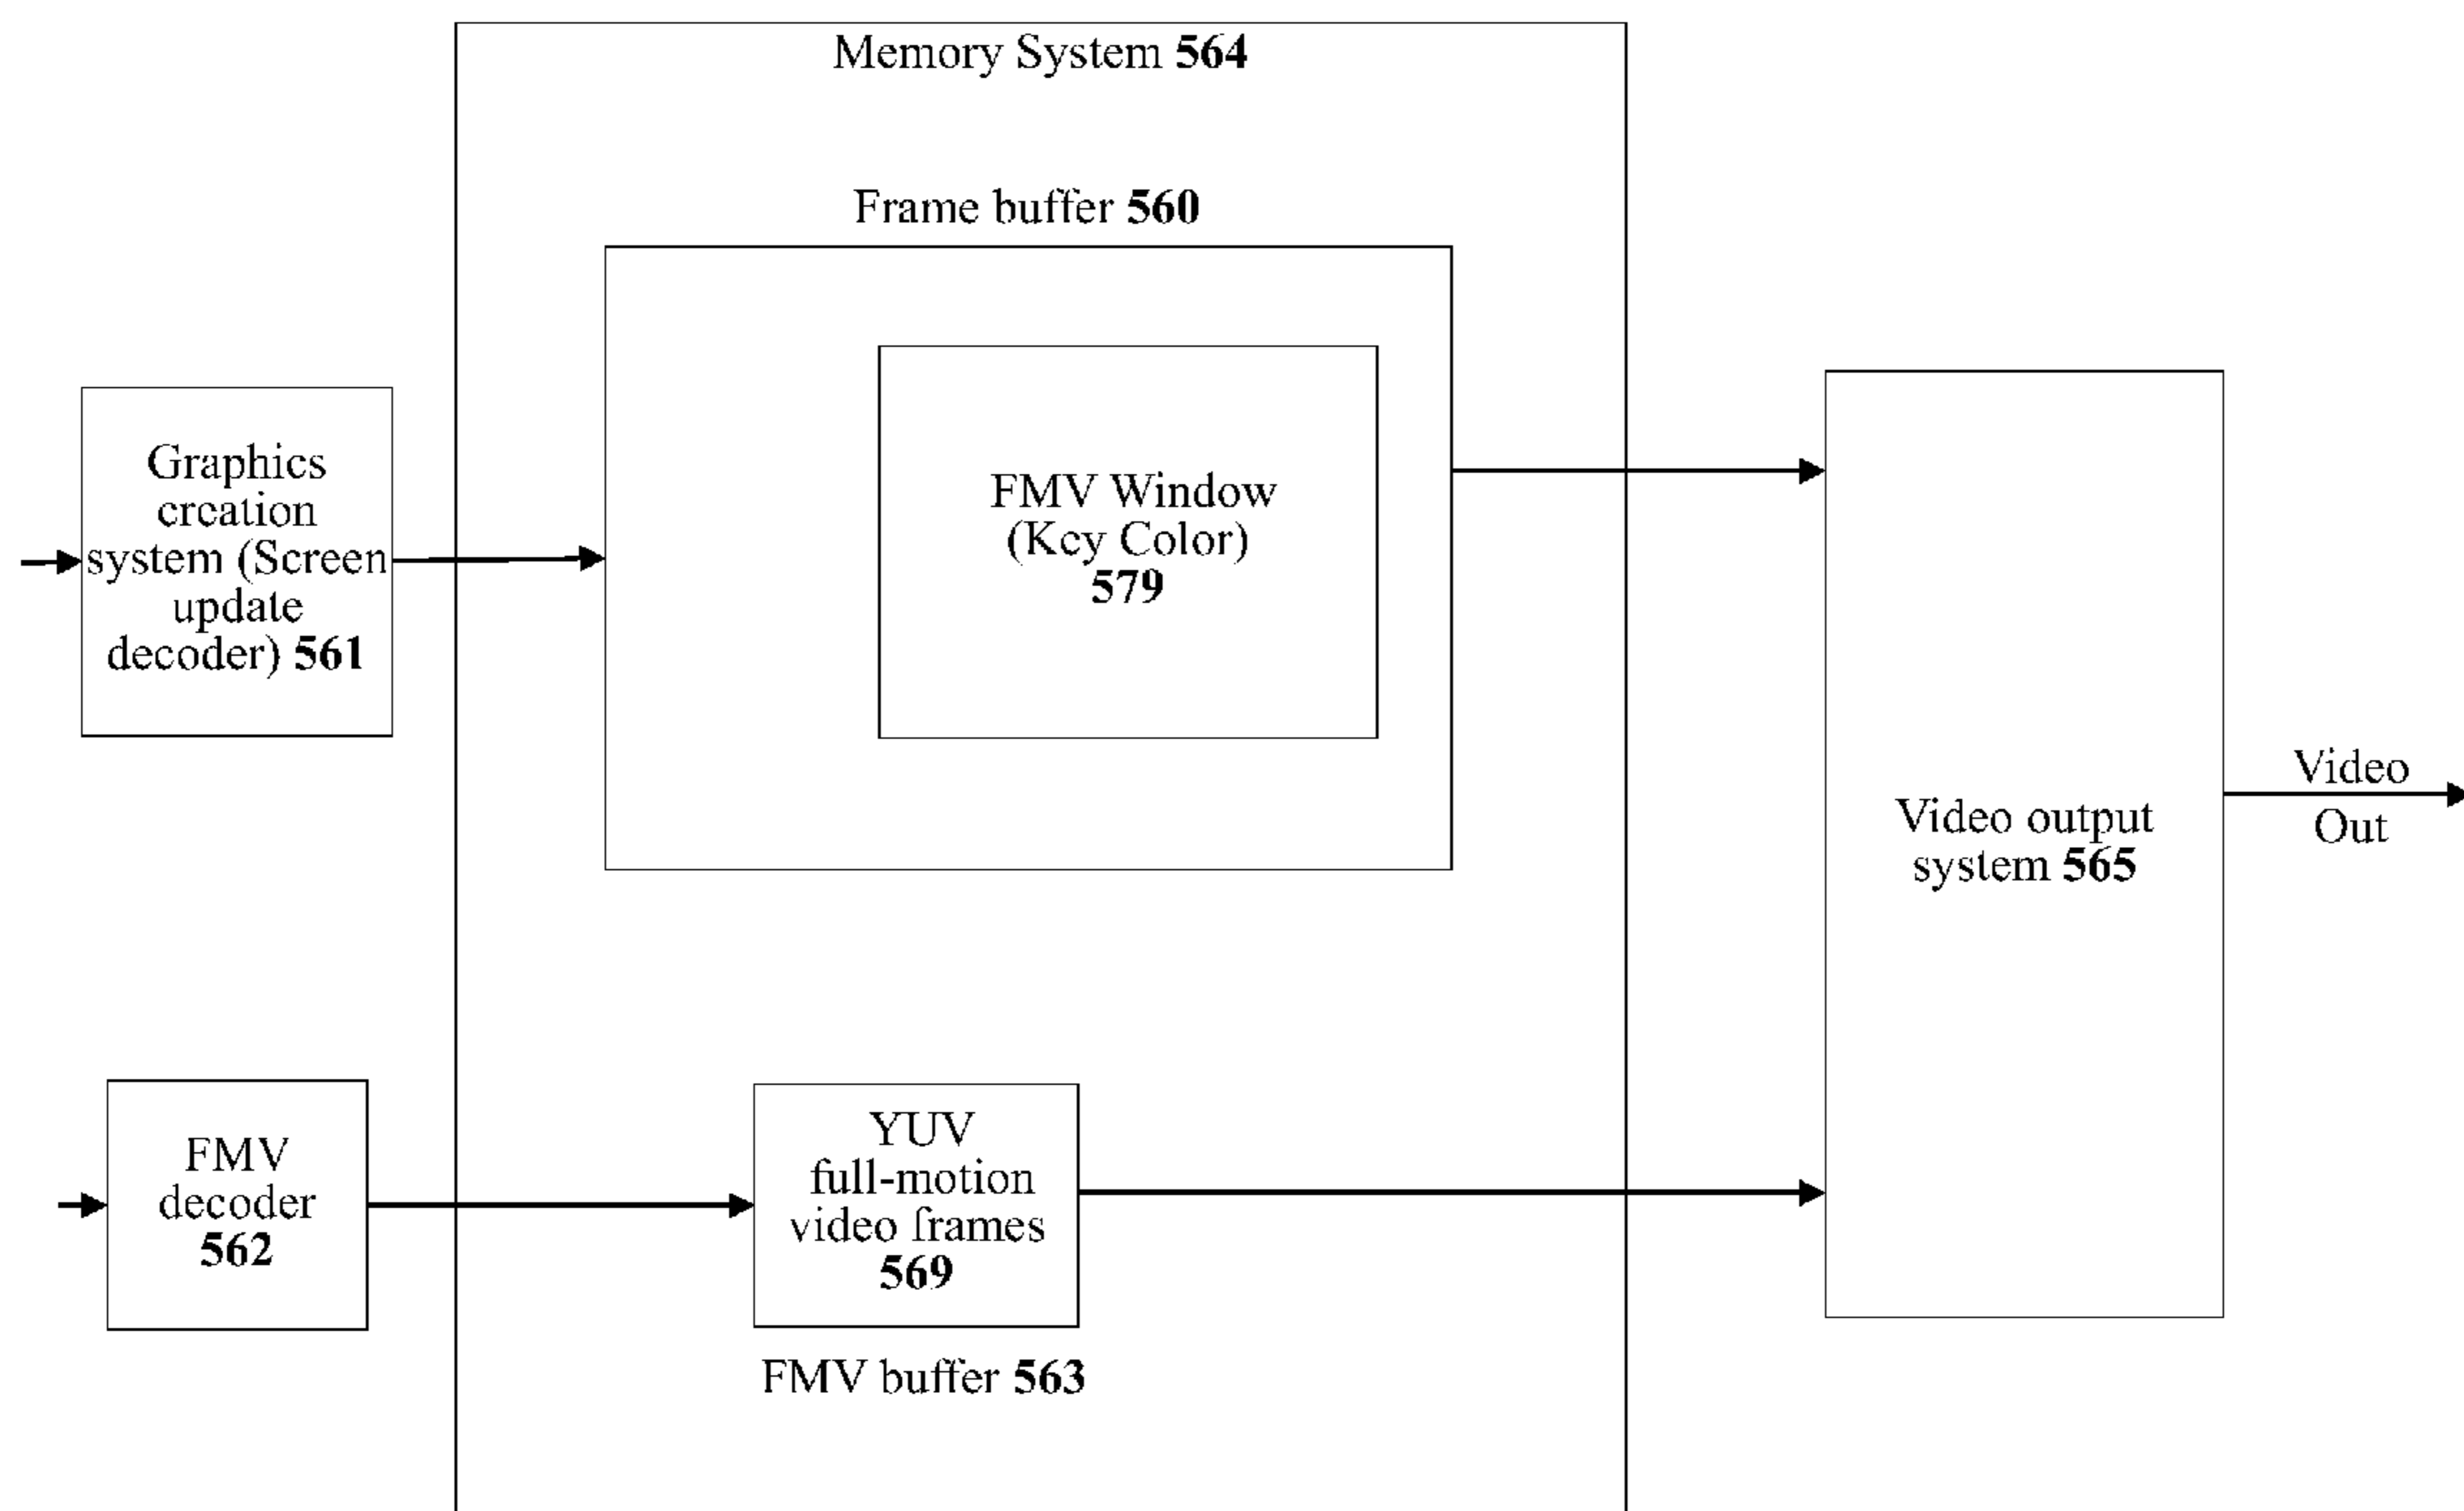 Memory System 564
Frame buffer 560
Graphics
creation
system (Screen
update
decoder) 561
FMV Window
(Key Color)
579
Video output
system 565
Video
Out
FMV
decoder
562
YUV
full-motion
video frames
569
FMV buffer 563